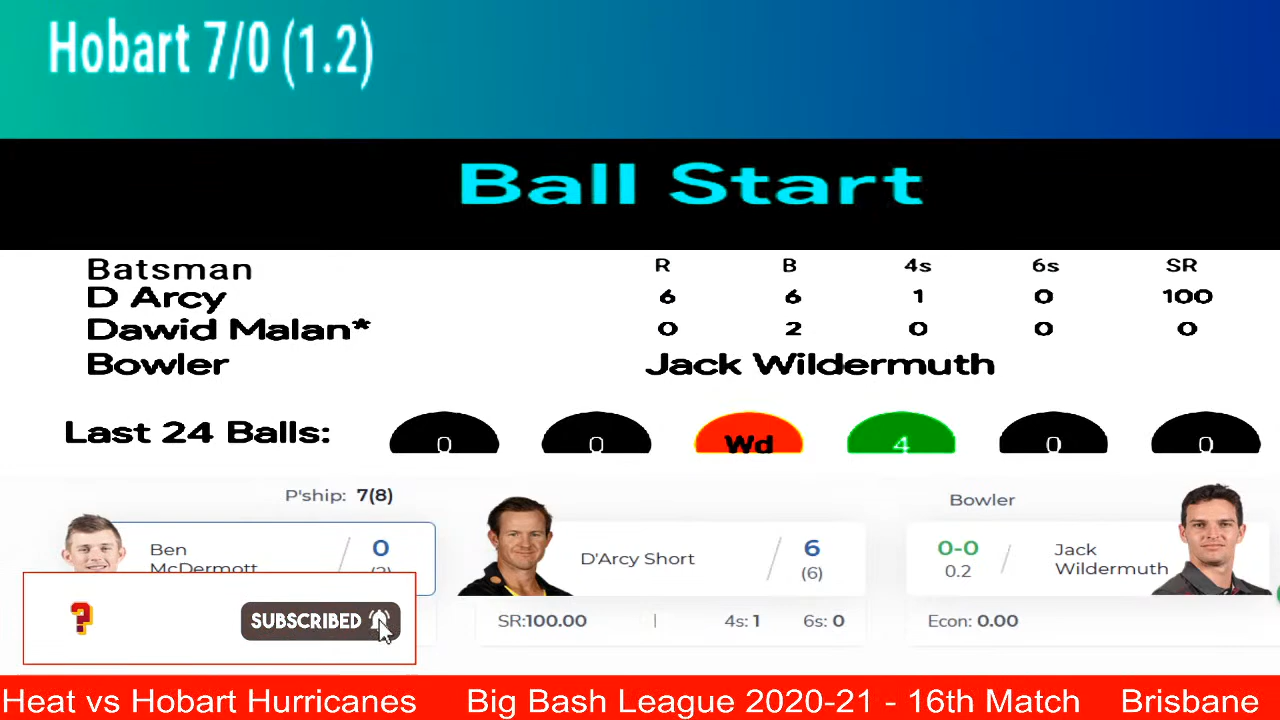 Hobart 7/0 (1.2)
Ball Start
Batsman R B 4s 6s SR
D Arcy 6 6 1 0 100
Dawid Malan* 0 2 0 0 0
Bowler Jack Wildermuth
Last 24 Balls: 0 0 Wd 4 0 0
P'ship: 7(8)
Bowler
Ben McDermott 0
D'Arcy Short 6 (6)
0-0 0.2 Jack Wildermuth
? SUBSCRIBED
SR:100.00 4s: 1 6s: 0
Econ: 0.00
Heat vs Hobart Hurricanes Big Bash League 2020-21 - 16th Match Brisbane